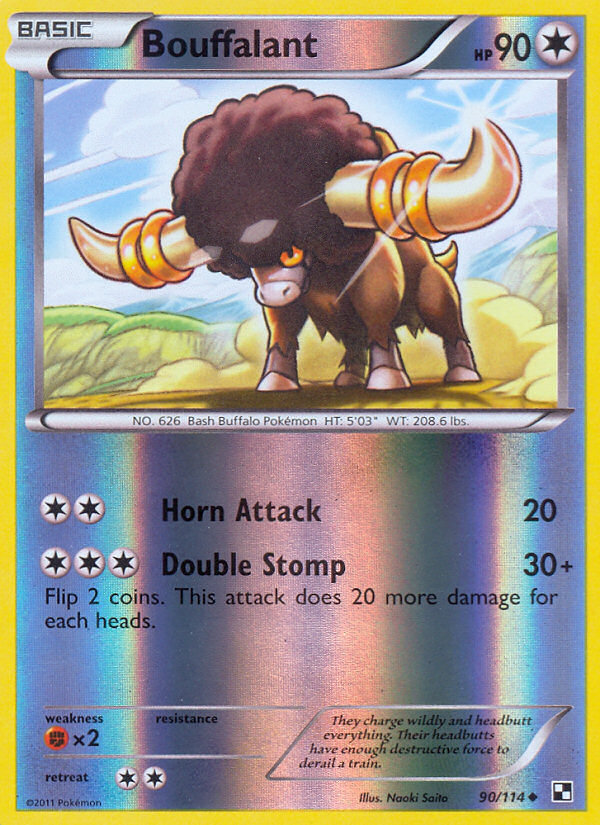 BASIC
Bouffalant
HP 90
NO. 626 Bash Buffalo Pokémon HT: 5'03" WT: 208.6 lbs.
Horn Attack 20
Double Stomp 30+
Flip 2 coins. This attack does 20 more damage for
each heads.
weakness
×2
resistance
retreat
They charge wildly and headbutt
everything. Their headbutts
have enough destructive force to
derail a train.
©2011 Pokémon
Illus. Naoki Saito
90/114